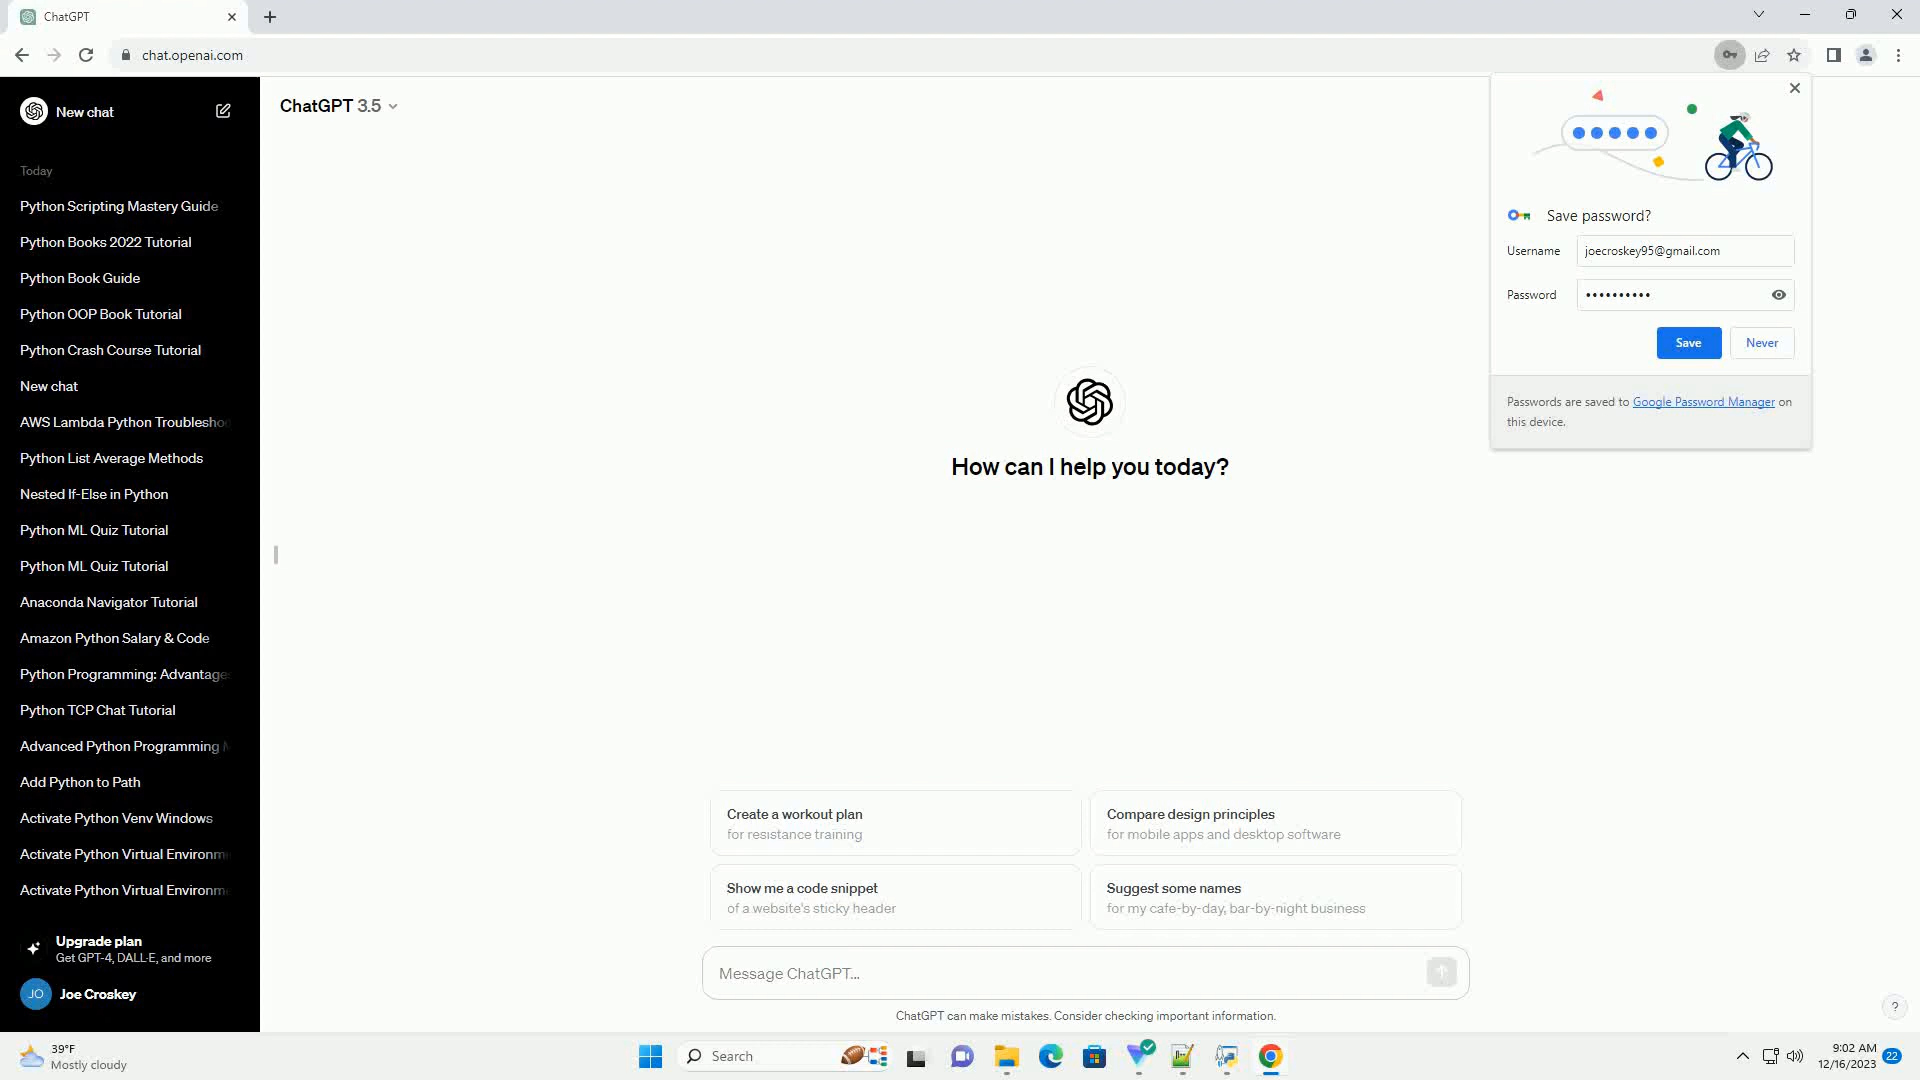 ChatGPT
chat.openai.com
New chat
Today
Python Scripting Mastery Guide
Python Books 2022 Tutorial
Python Book Guide
Python OOP Book Tutorial
Python Crash Course Tutorial
New chat
AWS Lambda Python Troubleshoo
Python List Average Methods
Nested If-Else in Python
Python ML Quiz Tutorial
Python ML Quiz Tutorial
Anaconda Navigator Tutorial
Amazon Python Salary & Code
Python Programming: Advantages
Python TCP Chat Tutorial
Advanced Python Programming M
Add Python to Path
Activate Python Venv Windows
Activate Python Virtual Environme
Activate Python Virtual Environme
Upgrade plan
Get GPT-4, DALL·E, and more
JO Joe Croskey
ChatGPT 3.5
Save password?
Username joecroskey95@gmail.com
Password ••••••••••
Save Never
Passwords are saved to Google Password Manager on
this device.
How can I help you today?
Create a workout plan
for resistance training
Compare design principles
for mobile apps and desktop software
Show me a code snippet
of a website's sticky header
Suggest some names
for my cafe-by-day, bar-by-night business
Message ChatGPT...
ChatGPT can make mistakes. Consider checking important information.
?
39°F
Mostly cloudy
Search
9:02 AM
12/16/2023
22